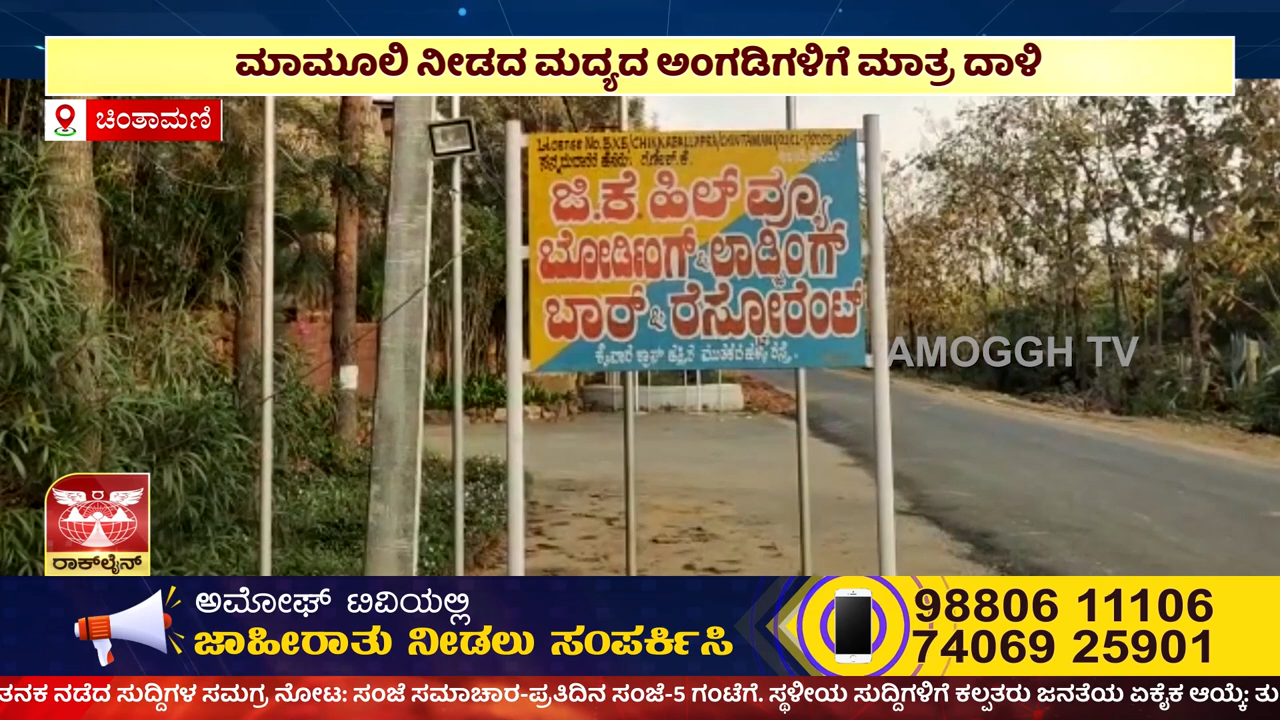 ಮಾಮೂಲಿ ನೀಡದ ಮದ್ಯದ ಅಂಗಡಿಗಳಿಗೆ ಮಾತ್ರ ದಾಳಿ
ಚಿಂತಾಮಣಿ
ಜಿ.ಕೆ. ಹಿಲ್ ವ್ಯೂ
ಬೋರ್ಡಿಂಗ್ & ಲಾಡ್ಜಿಂಗ್
ಬಾರ್ & ರೆಸ್ಟೋರೆಂಟ್
AMOGGH TV
ರಾಕ್‌ಲೈನ್
ಅಮೋಘ್ ಟಿವಿಯಲ್ಲಿ
ಜಾಹೀರಾತು ನೀಡಲು ಸಂಪರ್ಕಿಸಿ
98806 11106
74069 25901
ತನಕ ನಡೆದ ಸುದ್ದಿಗಳ ಸಮಗ್ರ ನೋಟ: ಸಂಜೆ ಸಮಾಚಾರ-ಪ್ರತಿದಿನ ಸಂಜೆ-5 ಗಂಟೆಗೆ. ಸ್ಥಳೀಯ ಸುದ್ದಿಗಳಿಗೆ ಕಲ್ಪತರು ಜನತೆಯ ಏಕೈಕ ಆಯ್ಕೆ: ತು